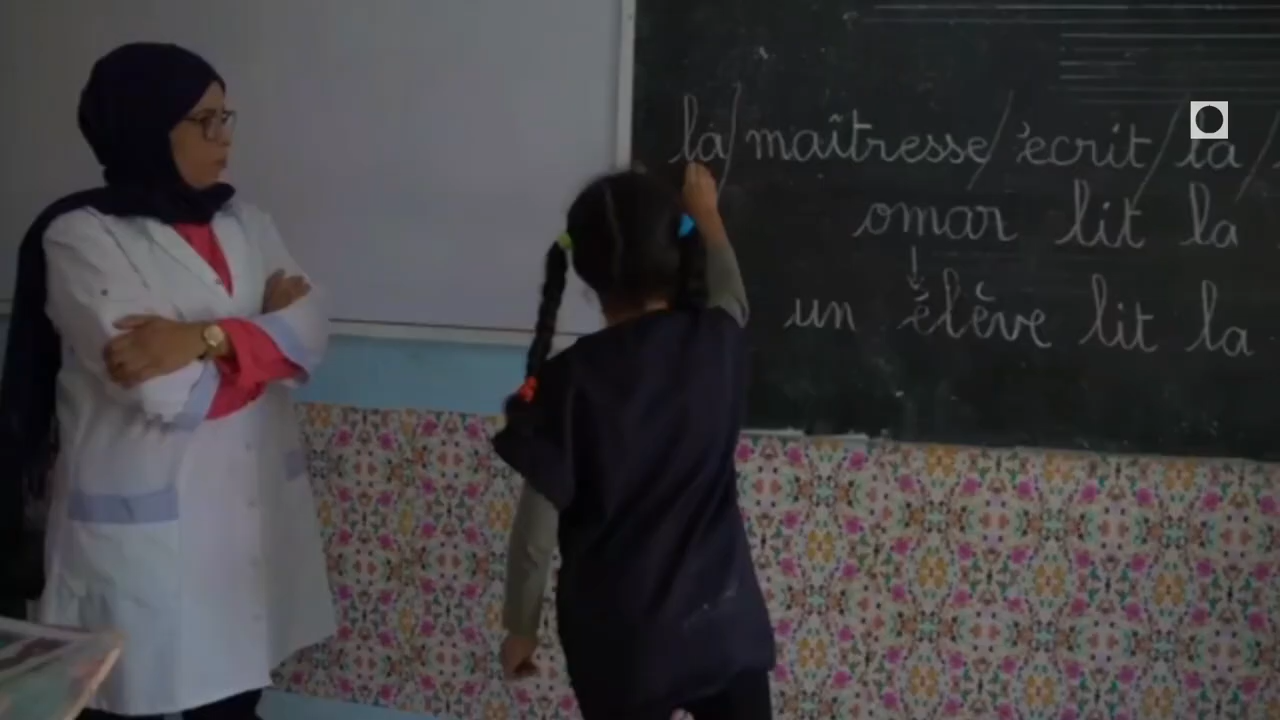 la/maîtresse/écrit/la/
omar lit la
un élève lit la